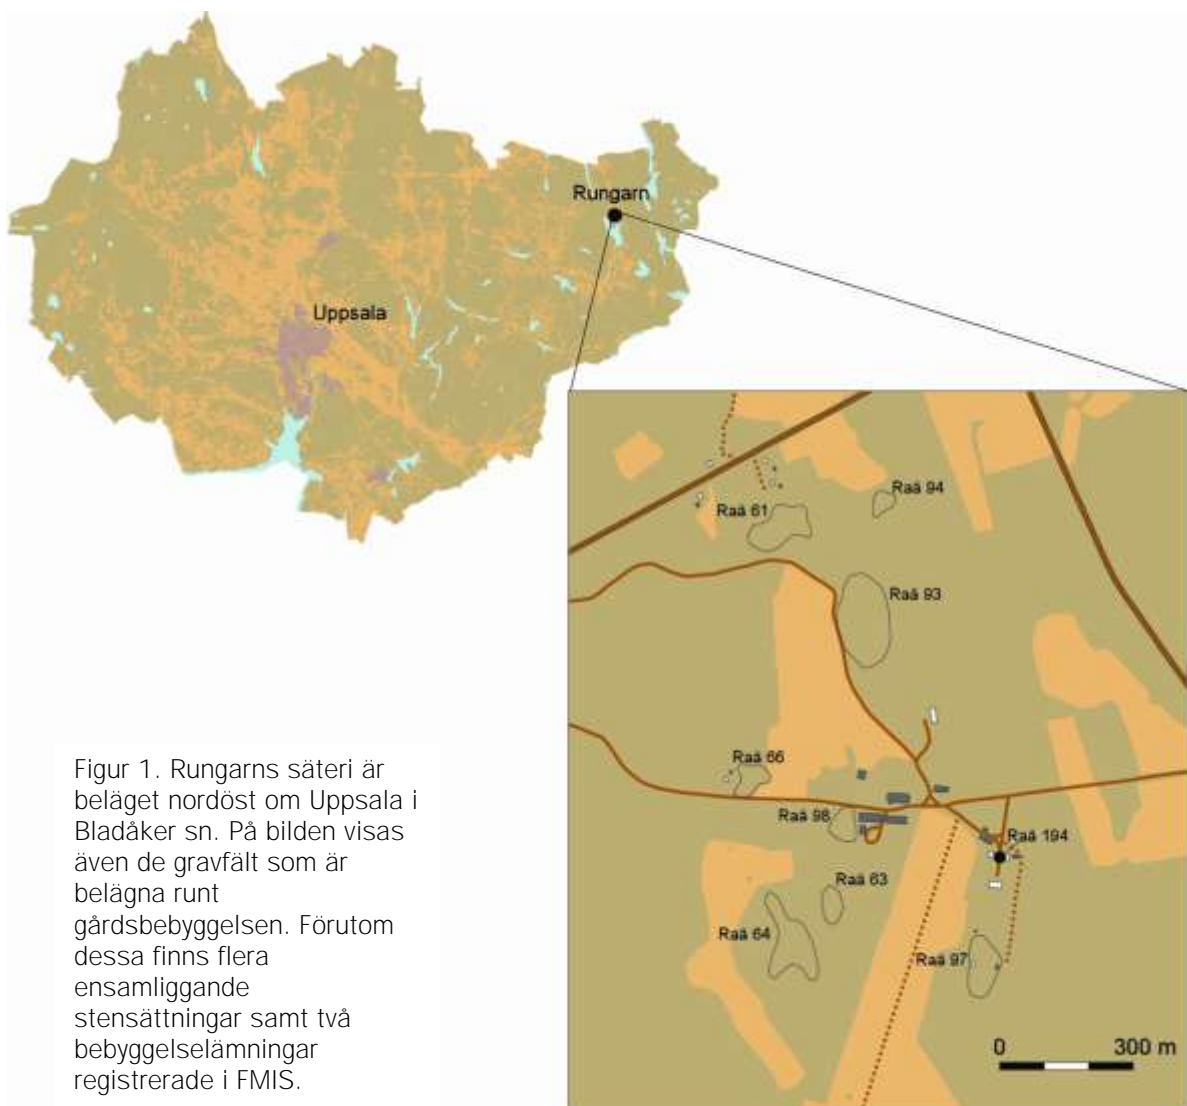 Rungarn
Uppsala
Raä 94
Raä 61
Raä 93
Raä 66
Raä 98
Raä 194
Raä 63
Raä 64
Raä 97
0 300 m
Figur 1. Rungarns säteri är
beläget nordöst om Uppsala i
Bladåker sn. På bilden visas
även de gravfält som är
belägna runt
gårdsbebyggelsen. Förutom
dessa finns flera
ensamliggande
stensättningar samt två
bebyggelselämningar
registrerade i FMIS.